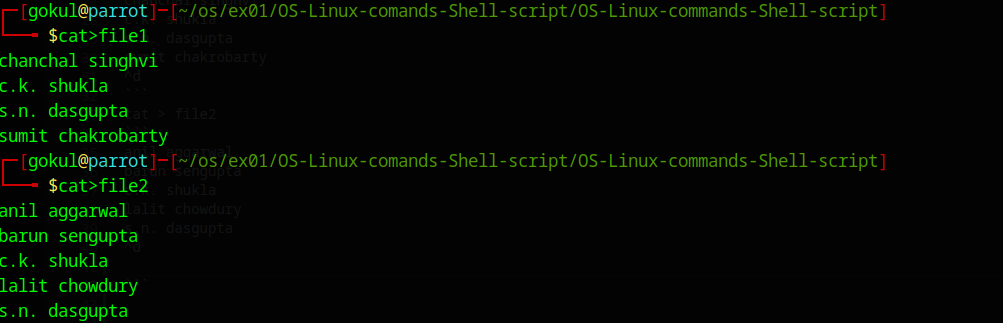 [gokul@parrot]─[~/os/ex01/OS-Linux-comands-Shell-script/OS-Linux-commands-Shell-script]
$cat>file1
chanchal singhvi
c.k. shukla
s.n. dasgupta
sumit chakrobarty
[gokul@parrot]─[~/os/ex01/OS-Linux-comands-Shell-script/OS-Linux-commands-Shell-script]
$cat>file2
anil aggarwal
barun sengupta
c.k. shukla
lalit chowdury
s.n. dasgupta